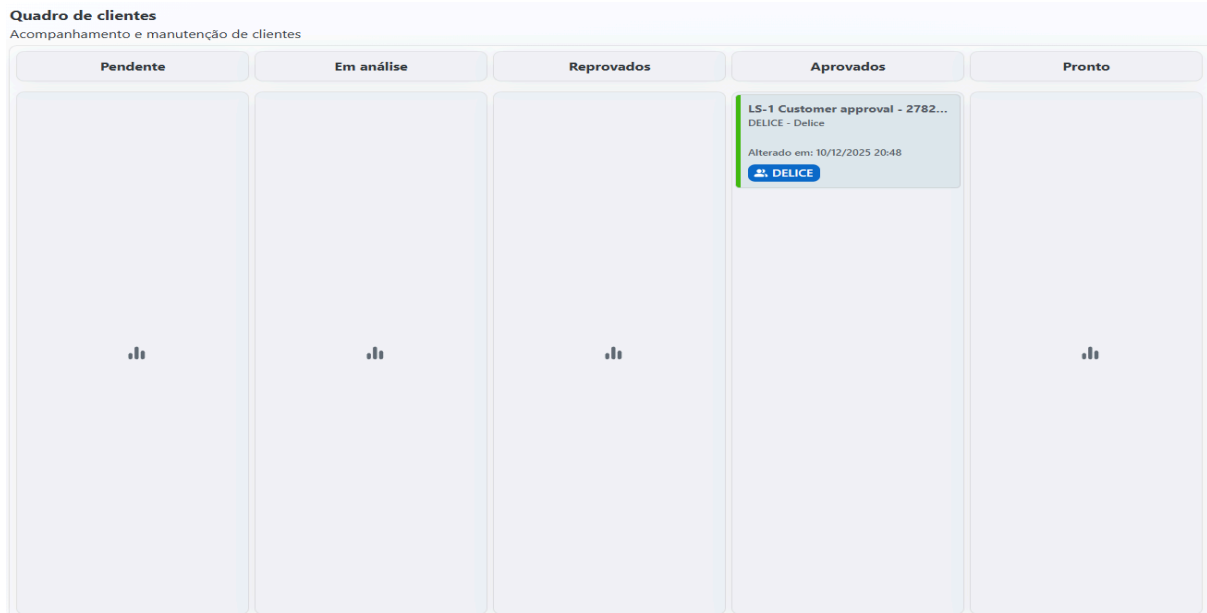 Quadro de clientes
Acompanhamento e manutenção de clientes
Pendente
Em análise
Reprovados
Aprovados
Pronto
LS-1 Customer approval - 2782...
DELICE - Delice
Alterado em: 10/12/2025 20:48
DELICE